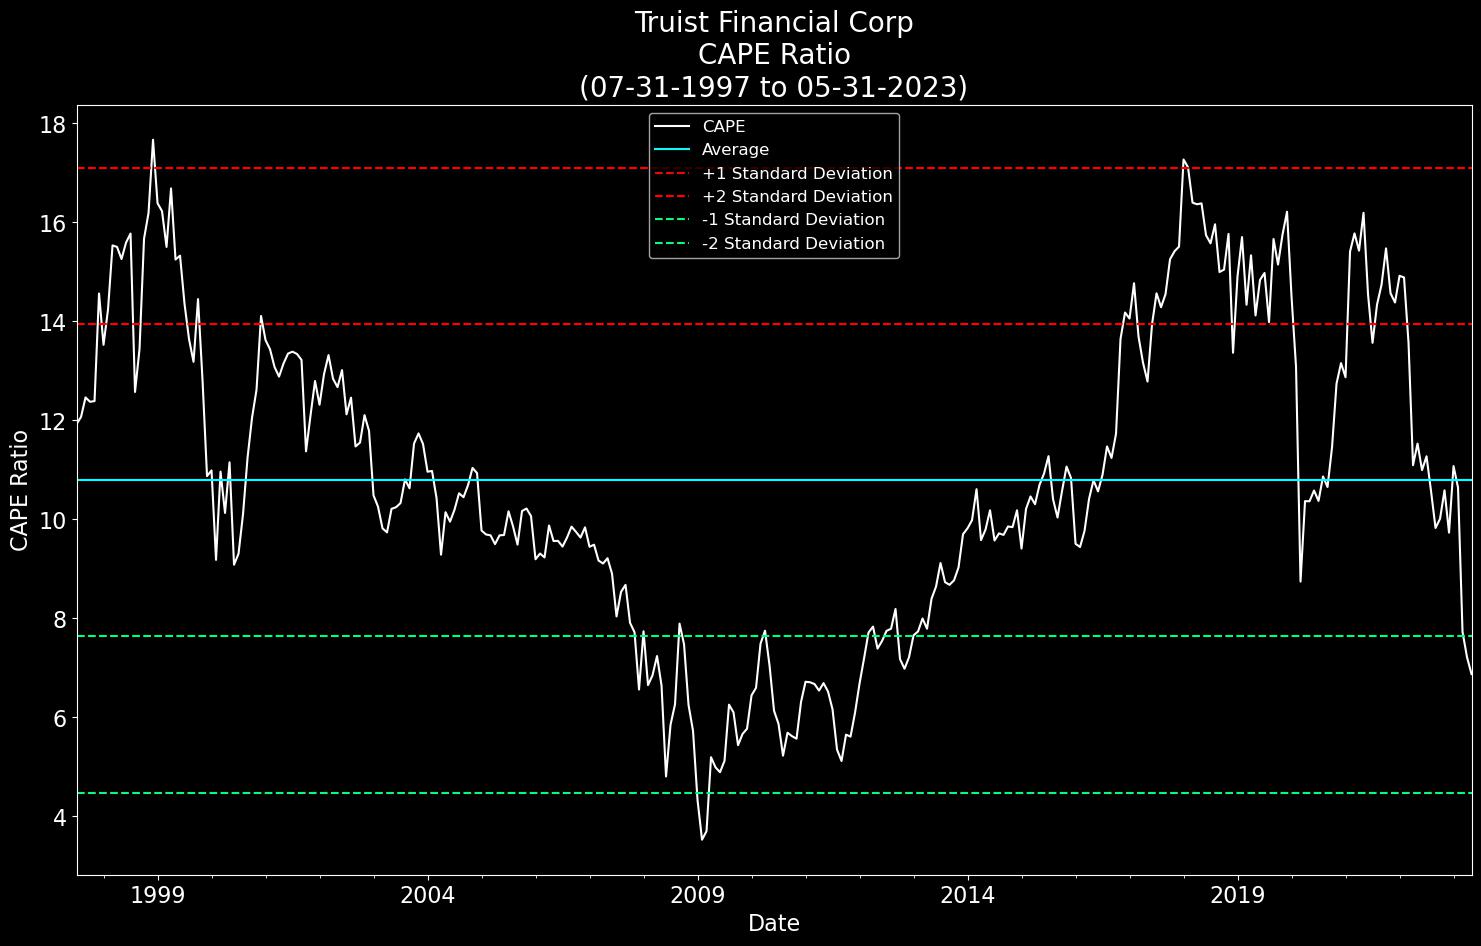 Truist Financial Corp
CAPE Ratio
(07-31-1997 to 05-31-2023)
CAPE
Average
+1 Standard Deviation
+2 Standard Deviation
-1 Standard Deviation
-2 Standard Deviation
CAPE Ratio
18
16
14
12
10
8
6
4
1999
2004
2009
2014
2019
Date